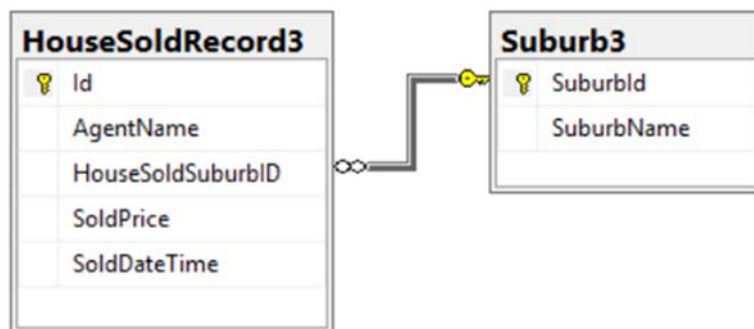 HouseSoldRecord3
Id
AgentName
HouseSoldSuburbID
SoldPrice
SoldDateTime
Suburb3
SuburbId
SuburbName